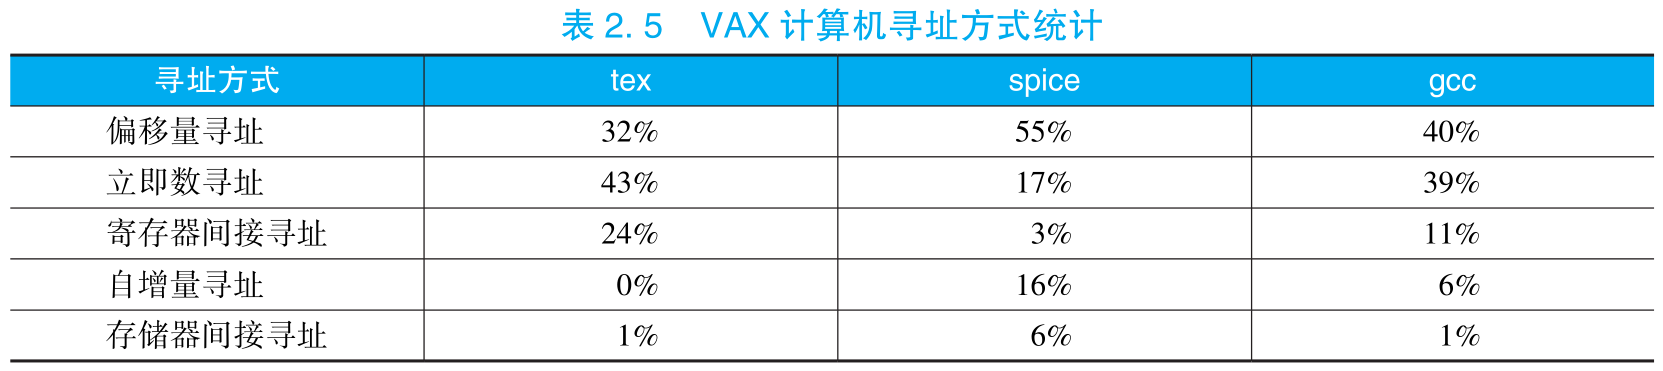 表 2. 5 VAX 计算机寻址方式统计
寻址方式 tex spice gcc
偏移量寻址 32% 55% 40%
立即数寻址 43% 17% 39%
寄存器间接寻址 24% 3% 11%
自增量寻址 0% 16% 6%
存储器间接寻址 1% 6% 1%